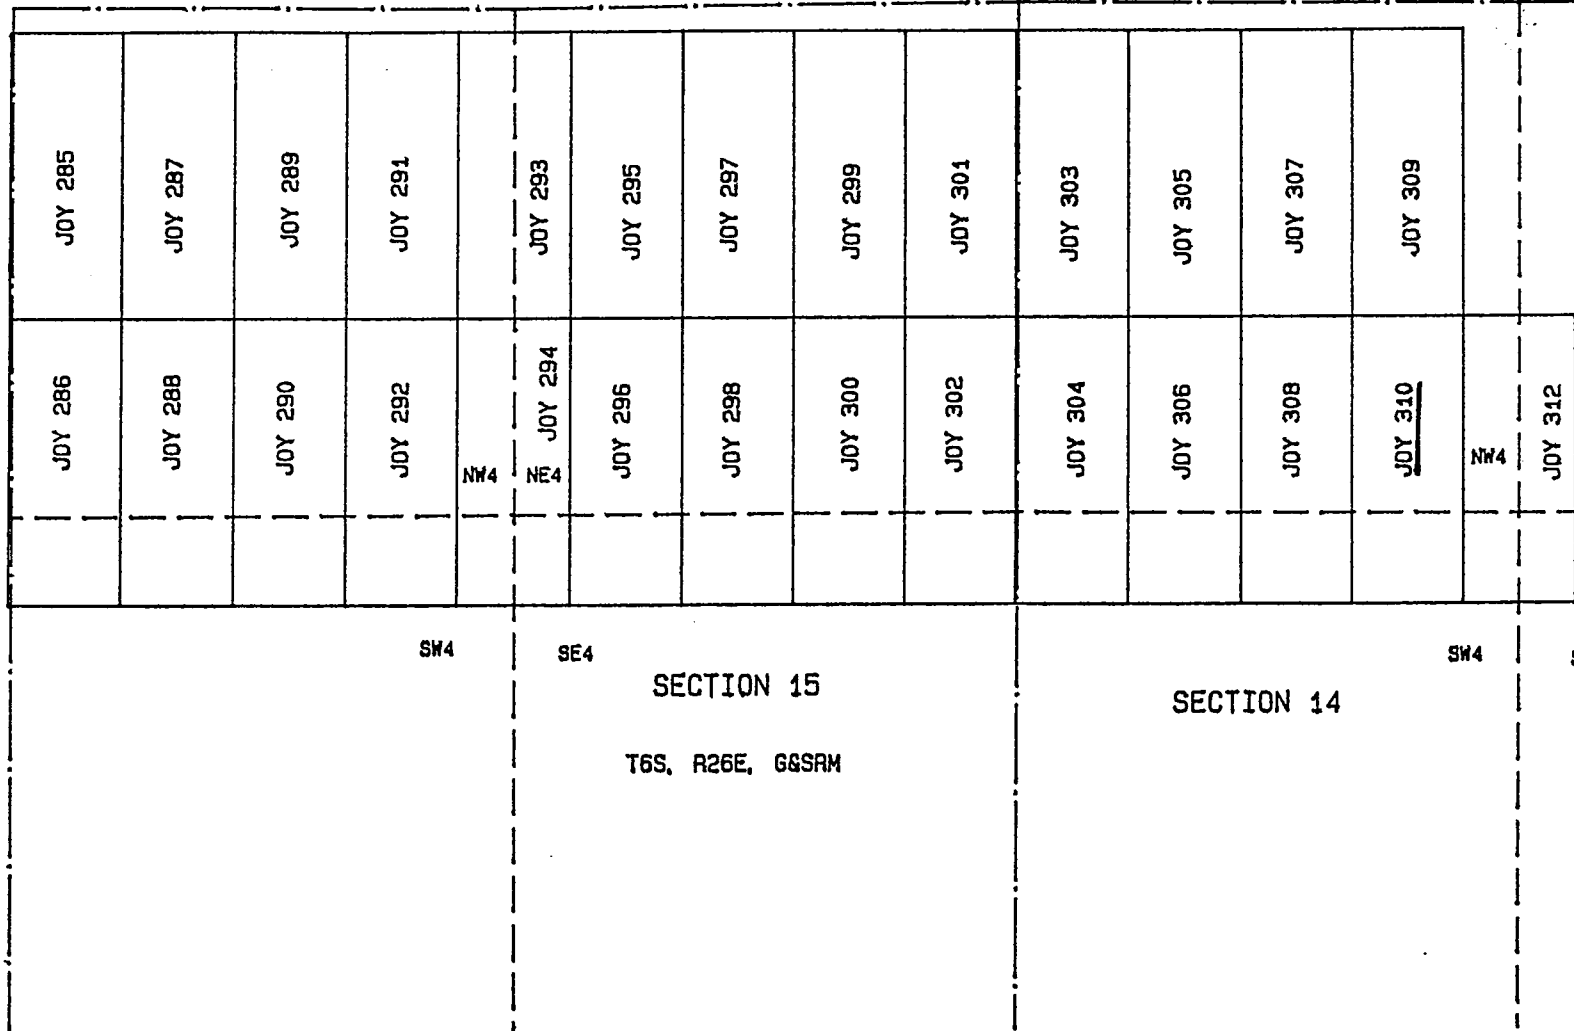 JOY 285
JOY 287
JOY 289
JOY 291
JOY 293
JOY 295
JOY 297
JOY 299
JOY 301
JOY 303
JOY 305
JOY 307
JOY 309
JOY 286
JOY 288
JOY 290
JOY 292
JOY 294
JOY 296
JOY 298
JOY 300
JOY 302
JOY 304
JOY 306
JOY 308
JOY 310
JOY 312
NW4
NE4
NW4
SW4
SE4
SW4
SECTION 15
SECTION 14
T6S, R26E, G&SRM